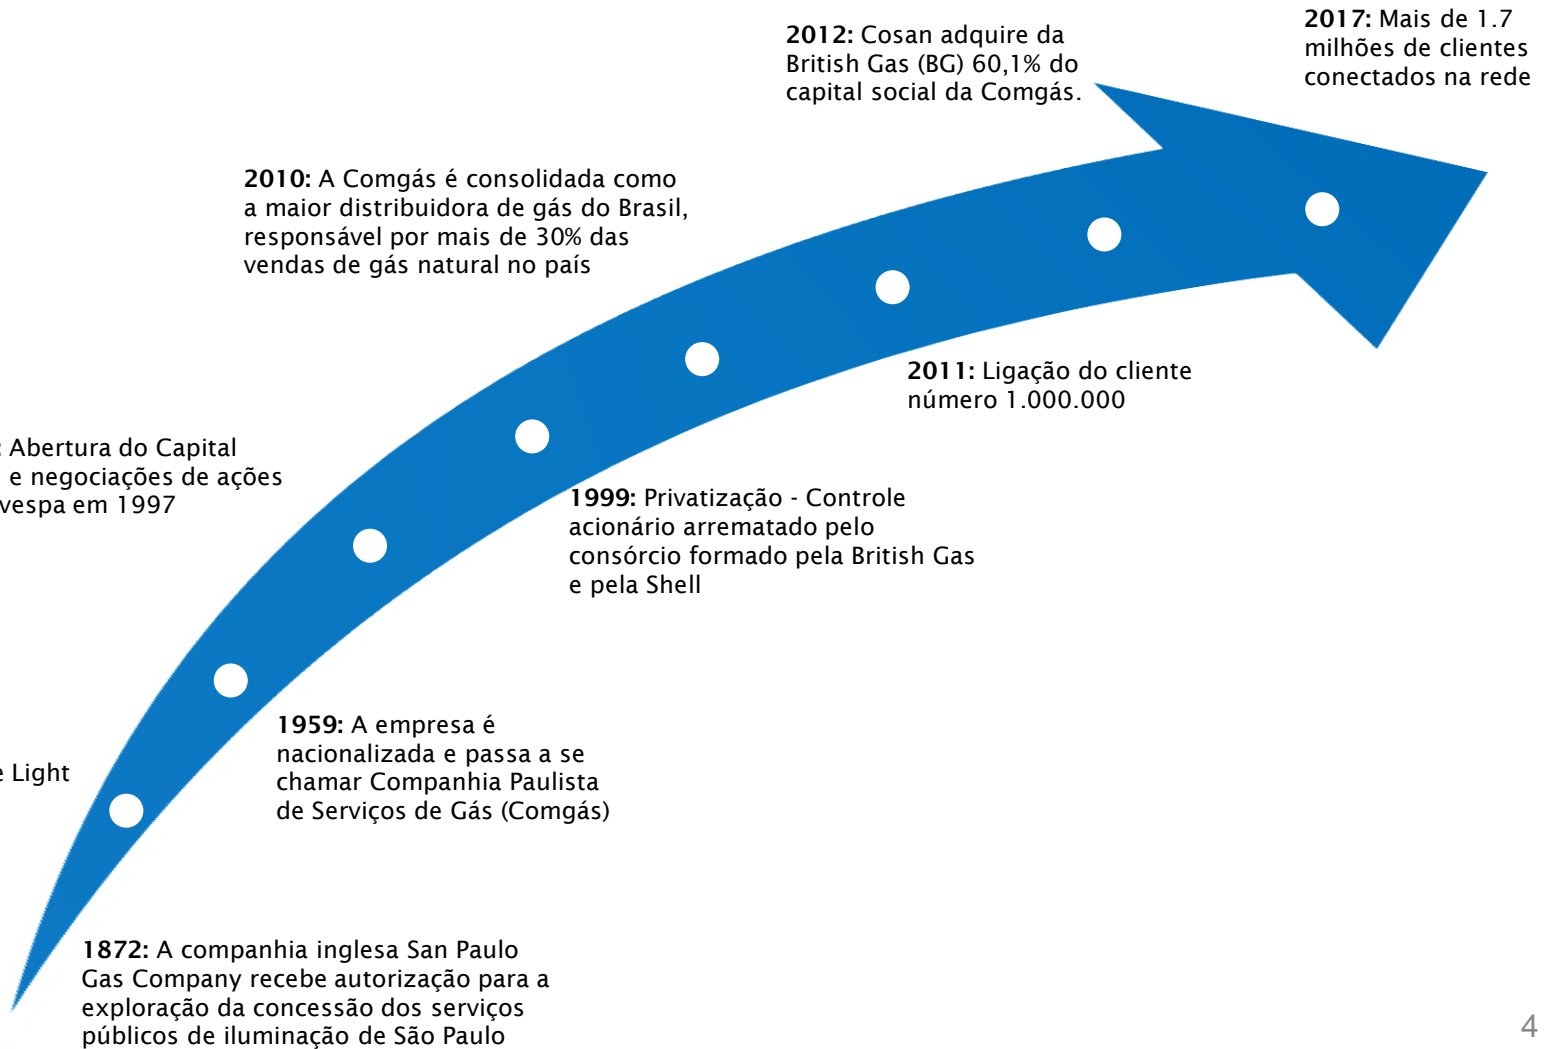 2017: Mais de 1.7
milhões de clientes
conectados na rede
2012: Cosan adquire da
British Gas (BG) 60,1% do
capital social da Comgás.
2010: A Comgás é consolidada como
a maior distribuidora de gás do Brasil,
responsável por mais de 30% das
vendas de gás natural no país
2011: Ligação do cliente
número 1.000.000
: Abertura do Capital
e negociações de ações
vespa em 1997
1999: Privatização - Controle
acionário arrematado pelo
consórcio formado pela British Gas
e pela Shell
1959: A empresa é
nacionalizada e passa a se
chamar Companhia Paulista
de Serviços de Gás (Comgás)
e Light
1872: A companhia inglesa San Paulo
Gas Company recebe autorização para a
exploração da concessão dos serviços
públicos de iluminação de São Paulo
4